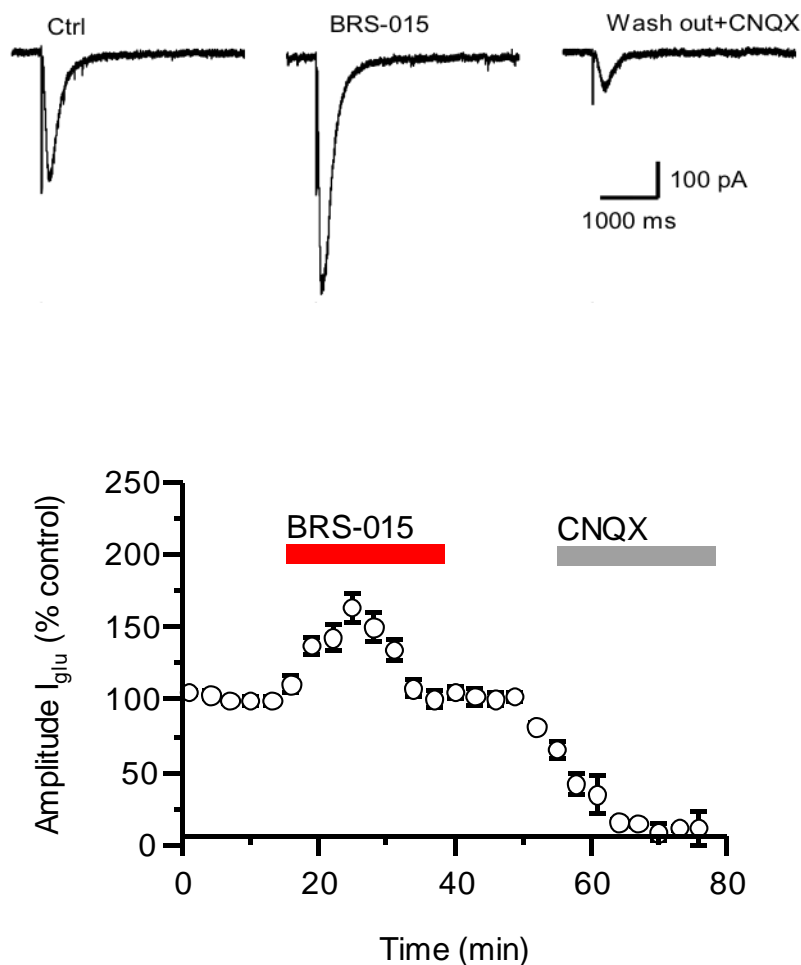 Ctrl
BRS-015
Wash out+CNQX
100 pA
1000 ms
Amplitude Iglu (% control)
250
200
150
100
50
0
BRS-015
CNQX
0 20 40 60 80
Time (min)